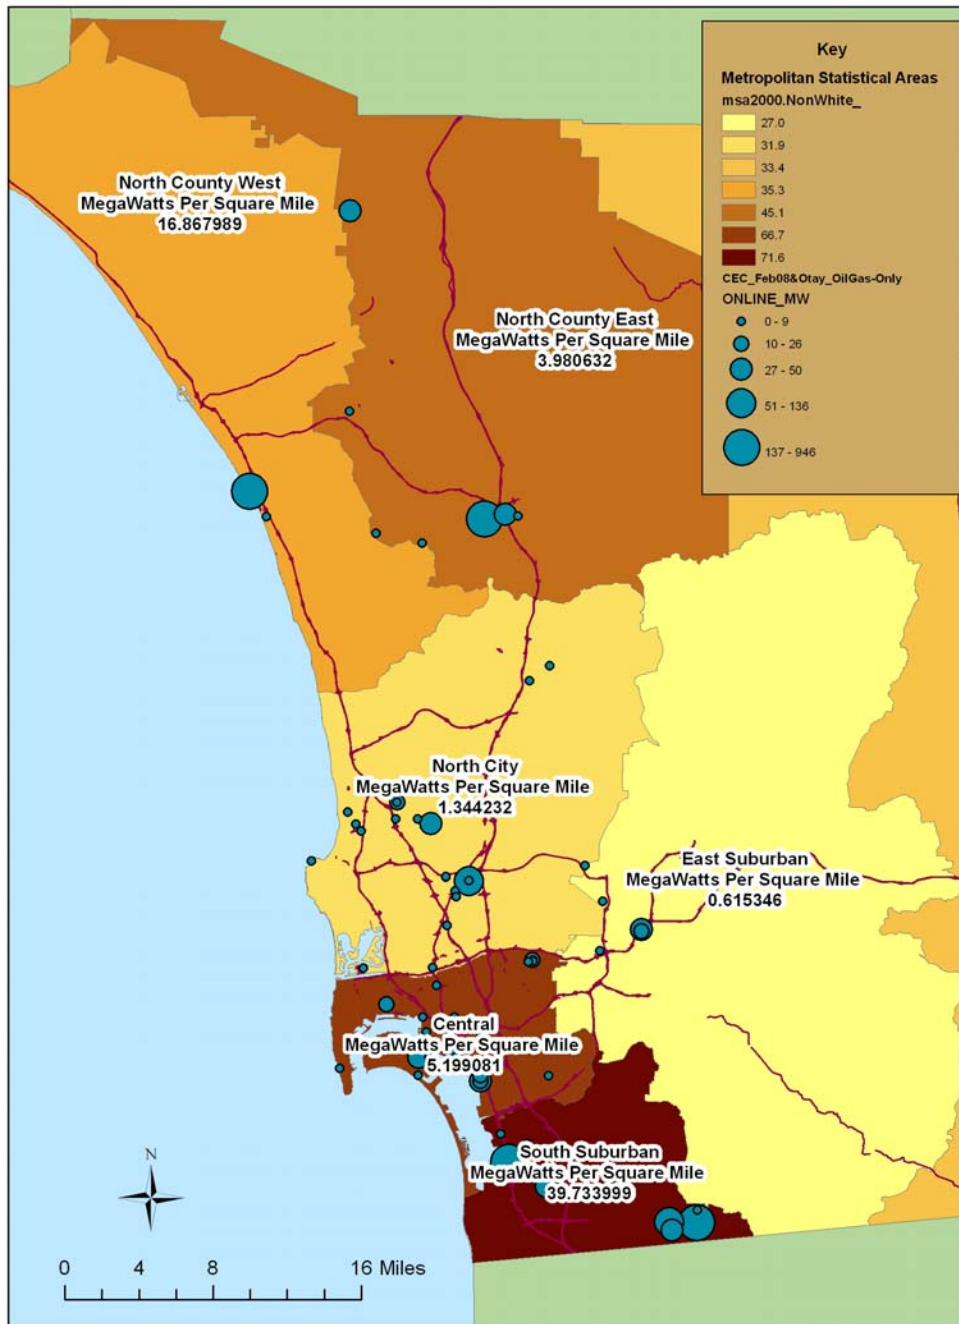 Key
Metropolitan Statistical Areas
msa2000.NonWhite_
27.0
31.9
33.4
35.3
45.1
66.7
71.6
CEC_Feb08&Otay_OilGas-Only
ONLINE_MW
0 - 9
10 - 26
27 - 50
51 - 136
137 - 946
North County West
MegaWatts Per Square Mile
16.867989
North County East
MegaWatts Per Square Mile
3.980632
North City
MegaWatts Per Square Mile
1.344232
East Suburban
MegaWatts Per Square Mile
0.615346
Central
MegaWatts Per Square Mile
5.199081
South Suburban
MegaWatts Per Square Mile
39.733999
N
0 4 8 16 Miles